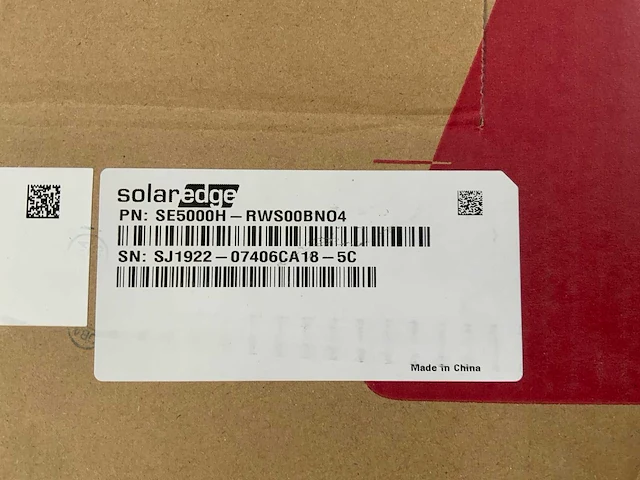 solaredge
PN: SE5000H-RWS00BNO4
SN: SJ1922-07406CA18-5C
Made in China